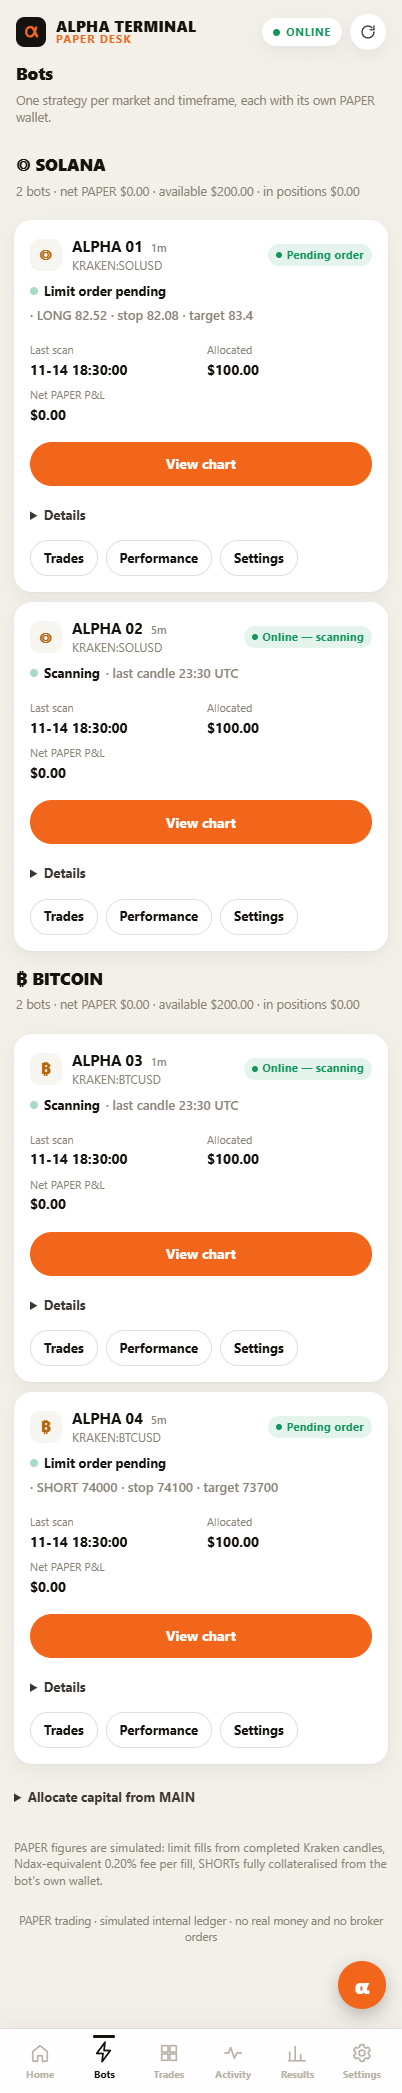 α ALPHA TERMINAL
PAPER DESK
ONLINE
Bots
One strategy per market and timeframe, each with its own PAPER
wallet.
SOLANA
2 bots · net PAPER $0.00 · available $200.00 · in positions $0.00
ALPHA 01 1m
KRAKEN:SOLUSD
Pending order
Limit order pending
· LONG 82.52 · stop 82.08 · target 83.4
Last scan Allocated
11-14 18:30:00 $100.00
Net PAPER P&L
$0.00
View chart
Details
Trades Performance Settings
ALPHA 02 5m
KRAKEN:SOLUSD
Online — scanning
Scanning · last candle 23:30 UTC
Last scan Allocated
11-14 18:30:00 $100.00
Net PAPER P&L
$0.00
View chart
Details
Trades Performance Settings
₿ BITCOIN
2 bots · net PAPER $0.00 · available $200.00 · in positions $0.00
₿ ALPHA 03 1m
KRAKEN:BTCUSD
Online — scanning
Scanning · last candle 23:30 UTC
Last scan Allocated
11-14 18:30:00 $100.00
Net PAPER P&L
$0.00
View chart
Details
Trades Performance Settings
₿ ALPHA 04 5m
KRAKEN:BTCUSD
Pending order
Limit order pending
· SHORT 74000 · stop 74100 · target 73700
Last scan Allocated
11-14 18:30:00 $100.00
Net PAPER P&L
$0.00
View chart
Details
Trades Performance Settings
Allocate capital from MAIN
PAPER figures are simulated: limit fills from completed Kraken candles,
Ndax-equivalent 0.20% fee per fill, SHORTs fully collateralised from the
bot's own wallet.
PAPER trading · simulated internal ledger · no real money and no broker
orders
α
Home Bots Trades Activity Results Settings